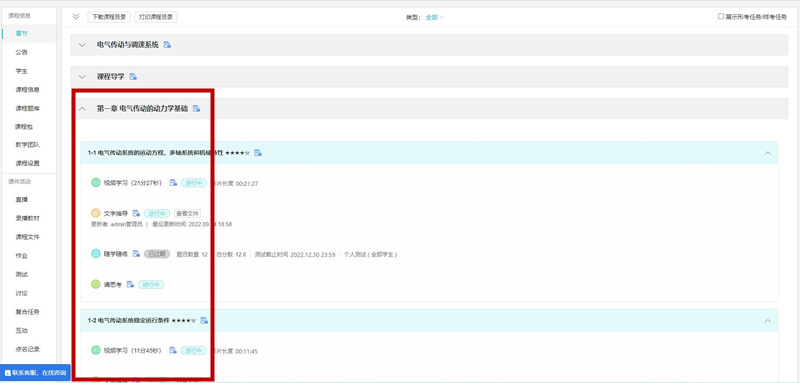 课程信息
章节
公告
学生
课程信息
课程题库
课程包
教学团队
课程设置
课件活动
直播
录播教材
课程文件
作业
测试
讨论
复合任务
互动
点名记录
联系客服，在线咨询
下载课程目录 打印课程目录 类型： 全部 展示形考任务/终考任务
电气传动与调速系统
课程导学
第一章 电气传动的动力学基础
1-1 电气传动系统的运动方程、多轴系统和机械特性 ★★★★☆
视频学习（21分27秒） 进行中 影片长度 00:21:27
文字指导 进行中 查看文件
更新者: admin管理员 | 最后更新时间: 2022.09. 18:58
随学随练 已过期 题目数量 12 总分数 12.0 测试截止时间 2022.12.30 23:59 个人测试 ( 全部学生 )
请思考 进行中
1-2 电气传动系统稳定运行条件 ★★★★☆
视频学习（11分45秒） 进行中 影片长度 00:11:45